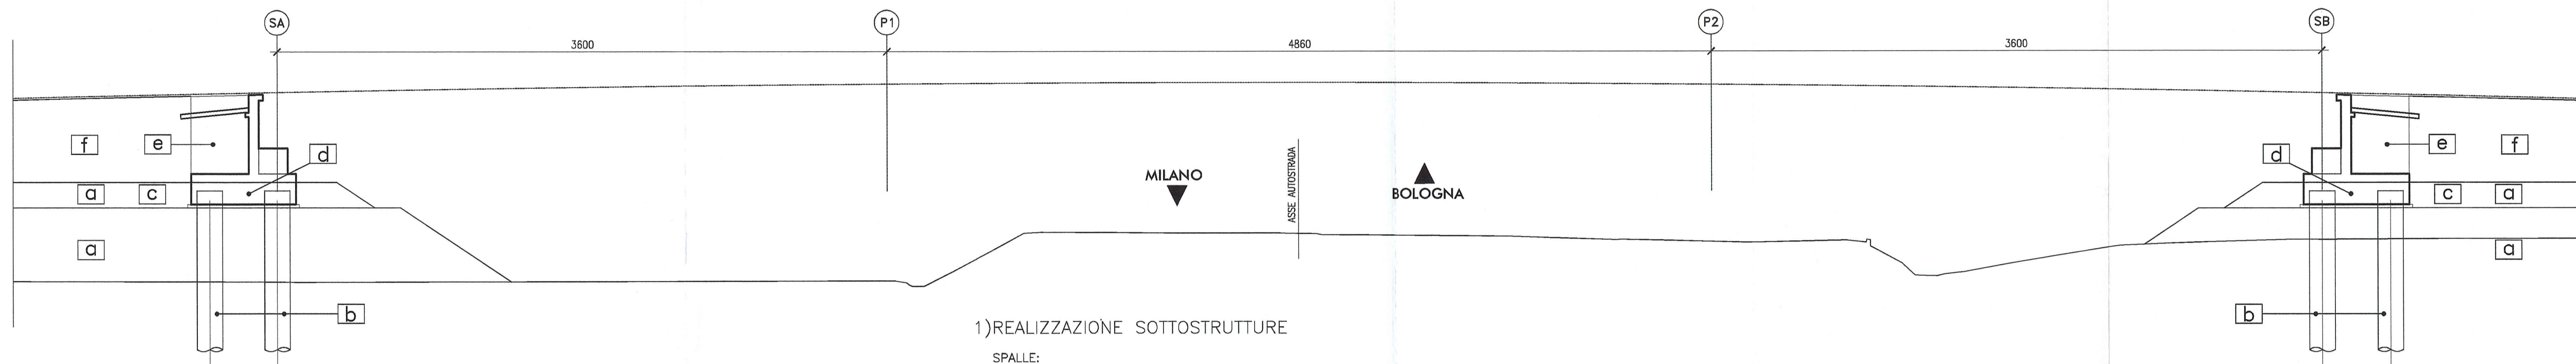 SA P1 P2 SB
3600 4860 3600
f e d d e f
a c c a
a a
b b
MILANO
ASSE AUTOSTRADA
BOLOGNA
1)REALIZZAZIONE SOTTOSTRUTTURE
SPALLE: